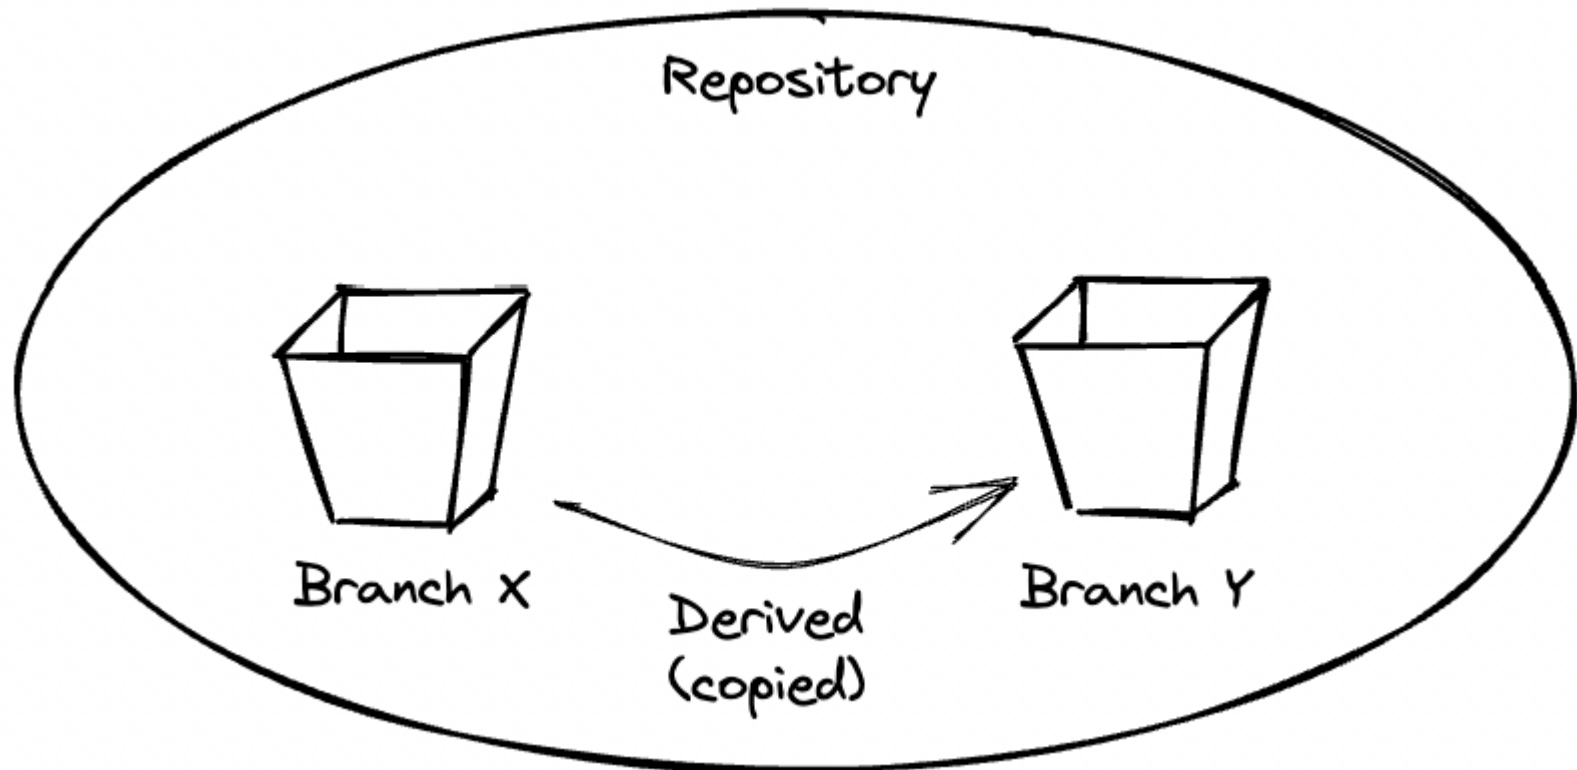 Repository
Branch X
Branch Y
Derived
(copied)